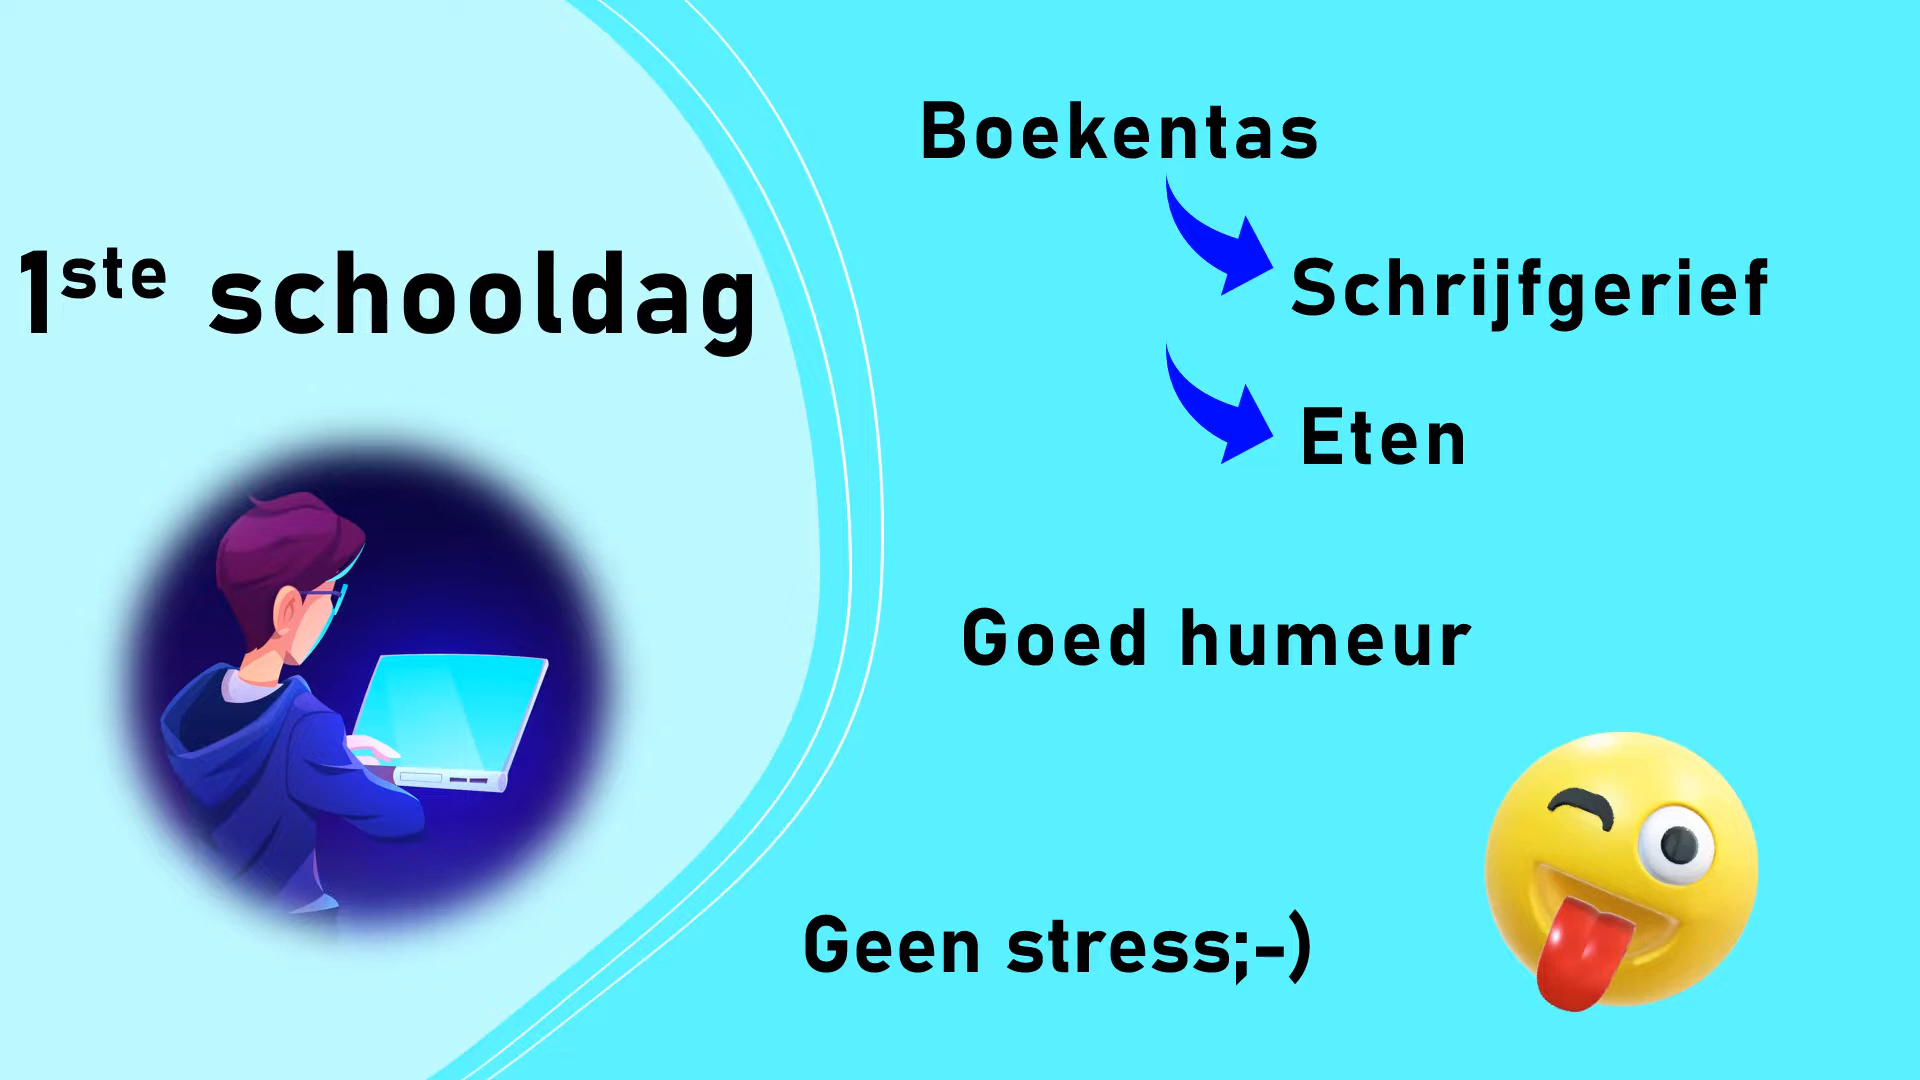 1ste schooldag
Boekentas
Schrijfgerief
Eten
Goed humeur
Geen stress;-)